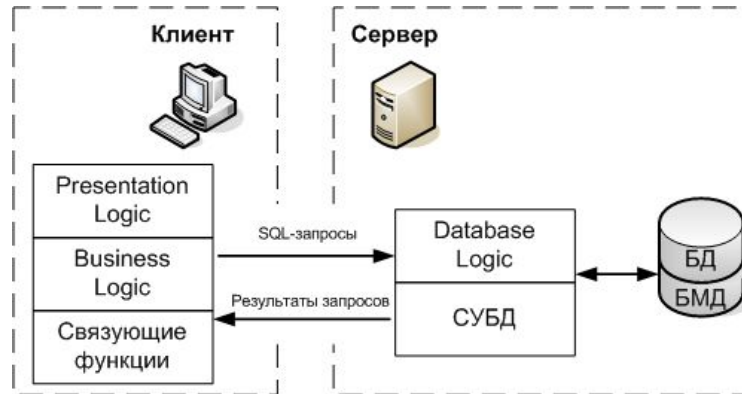 Клиент
Сервер
Presentation
Logic
Business
Logic
Связующие
функции
SQL-запросы
Результаты запросов
Database
Logic
СУБД
БД
БМД